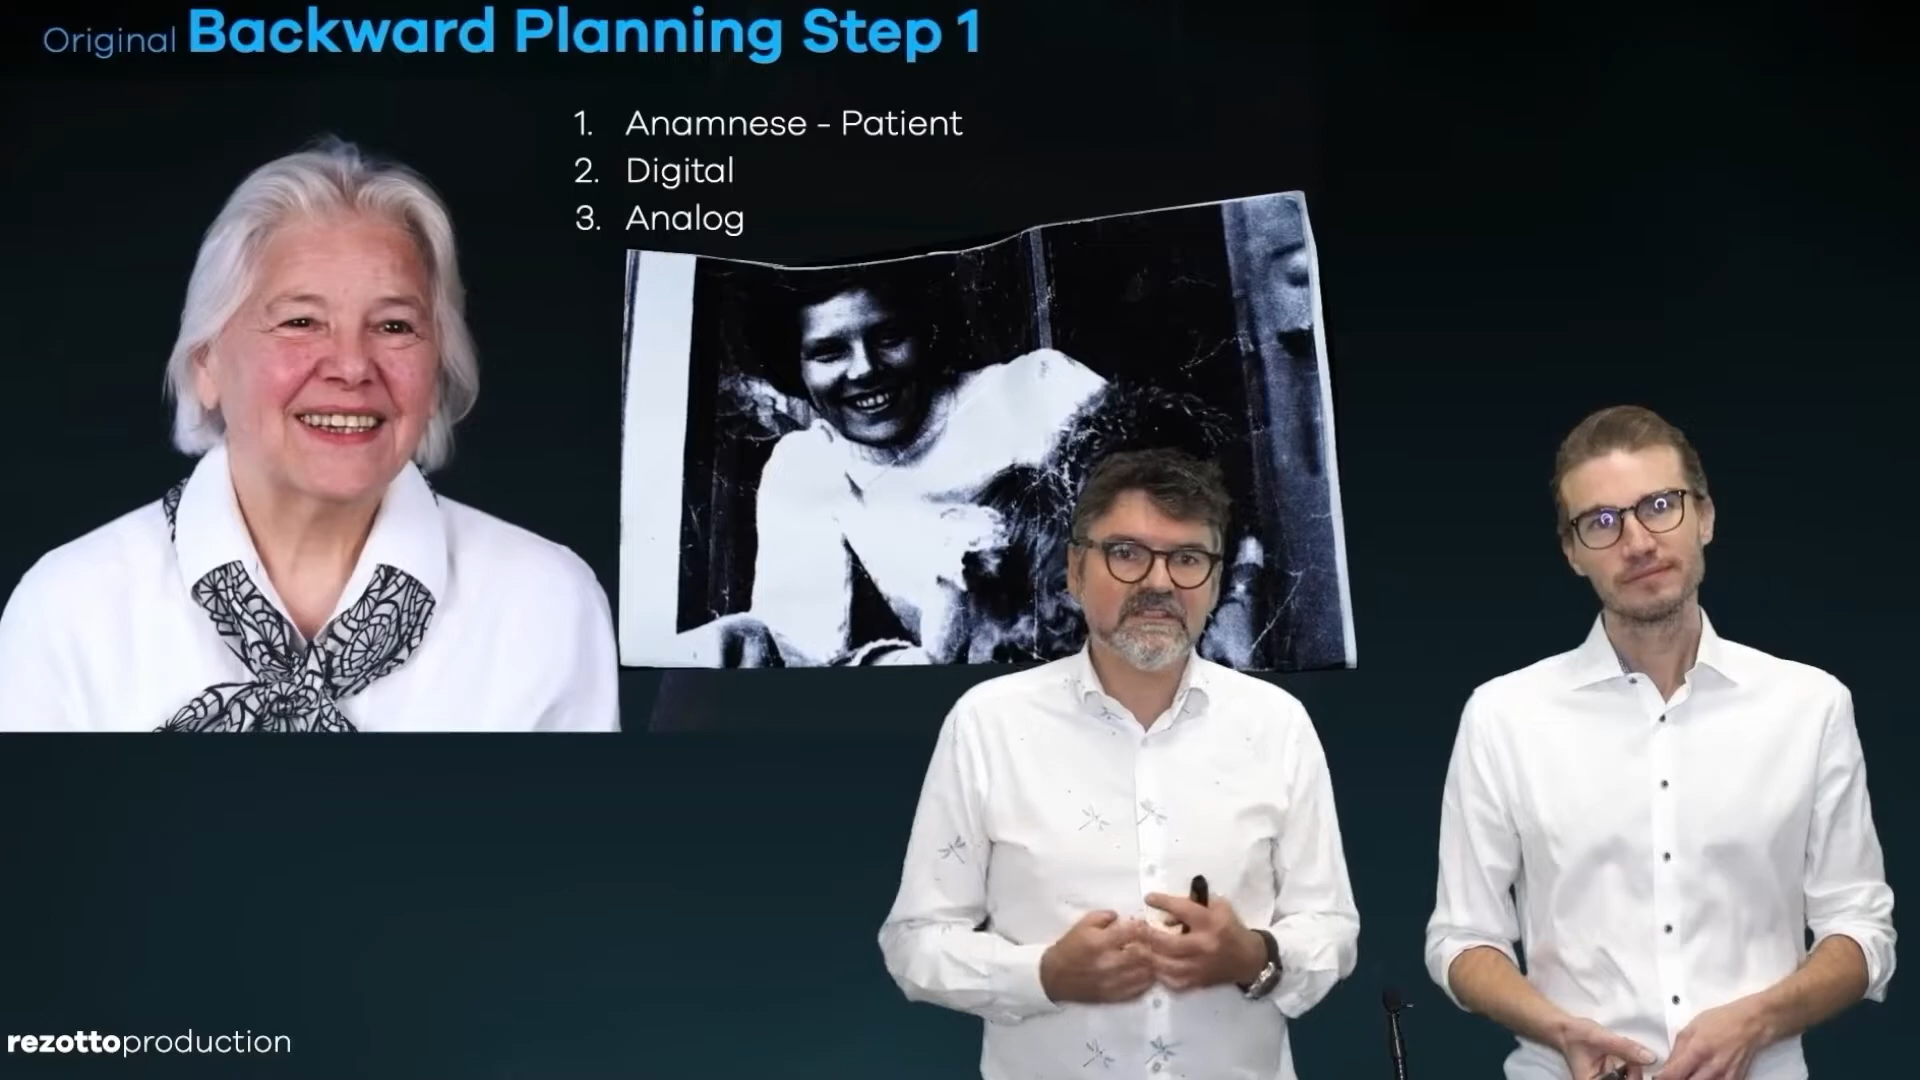 Original Backward Planning Step 1
1. Anamnese - Patient
2. Digital
3. Analog
rezottoproduction